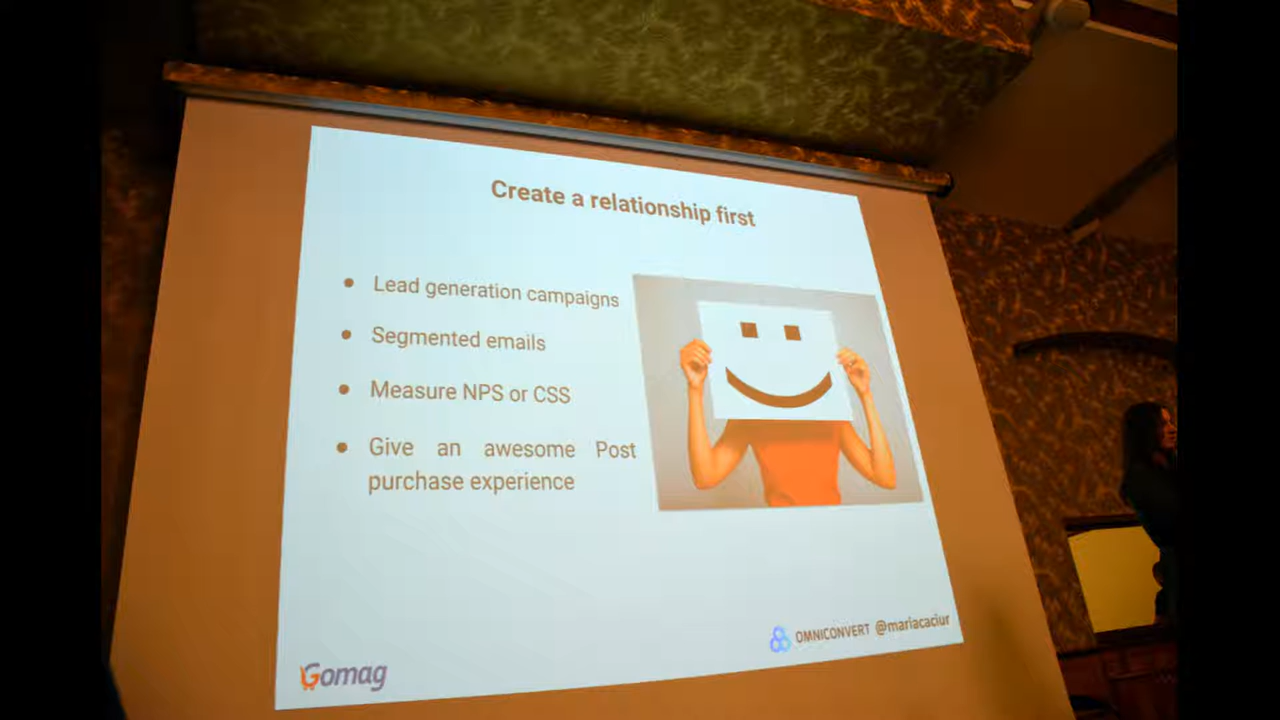 Create a relationship first
● Lead generation campaigns
● Segmented emails
● Measure NPS or CSS
● Give an awesome Post
purchase experience
OMNICONVERT @mariacaciur
Gomag